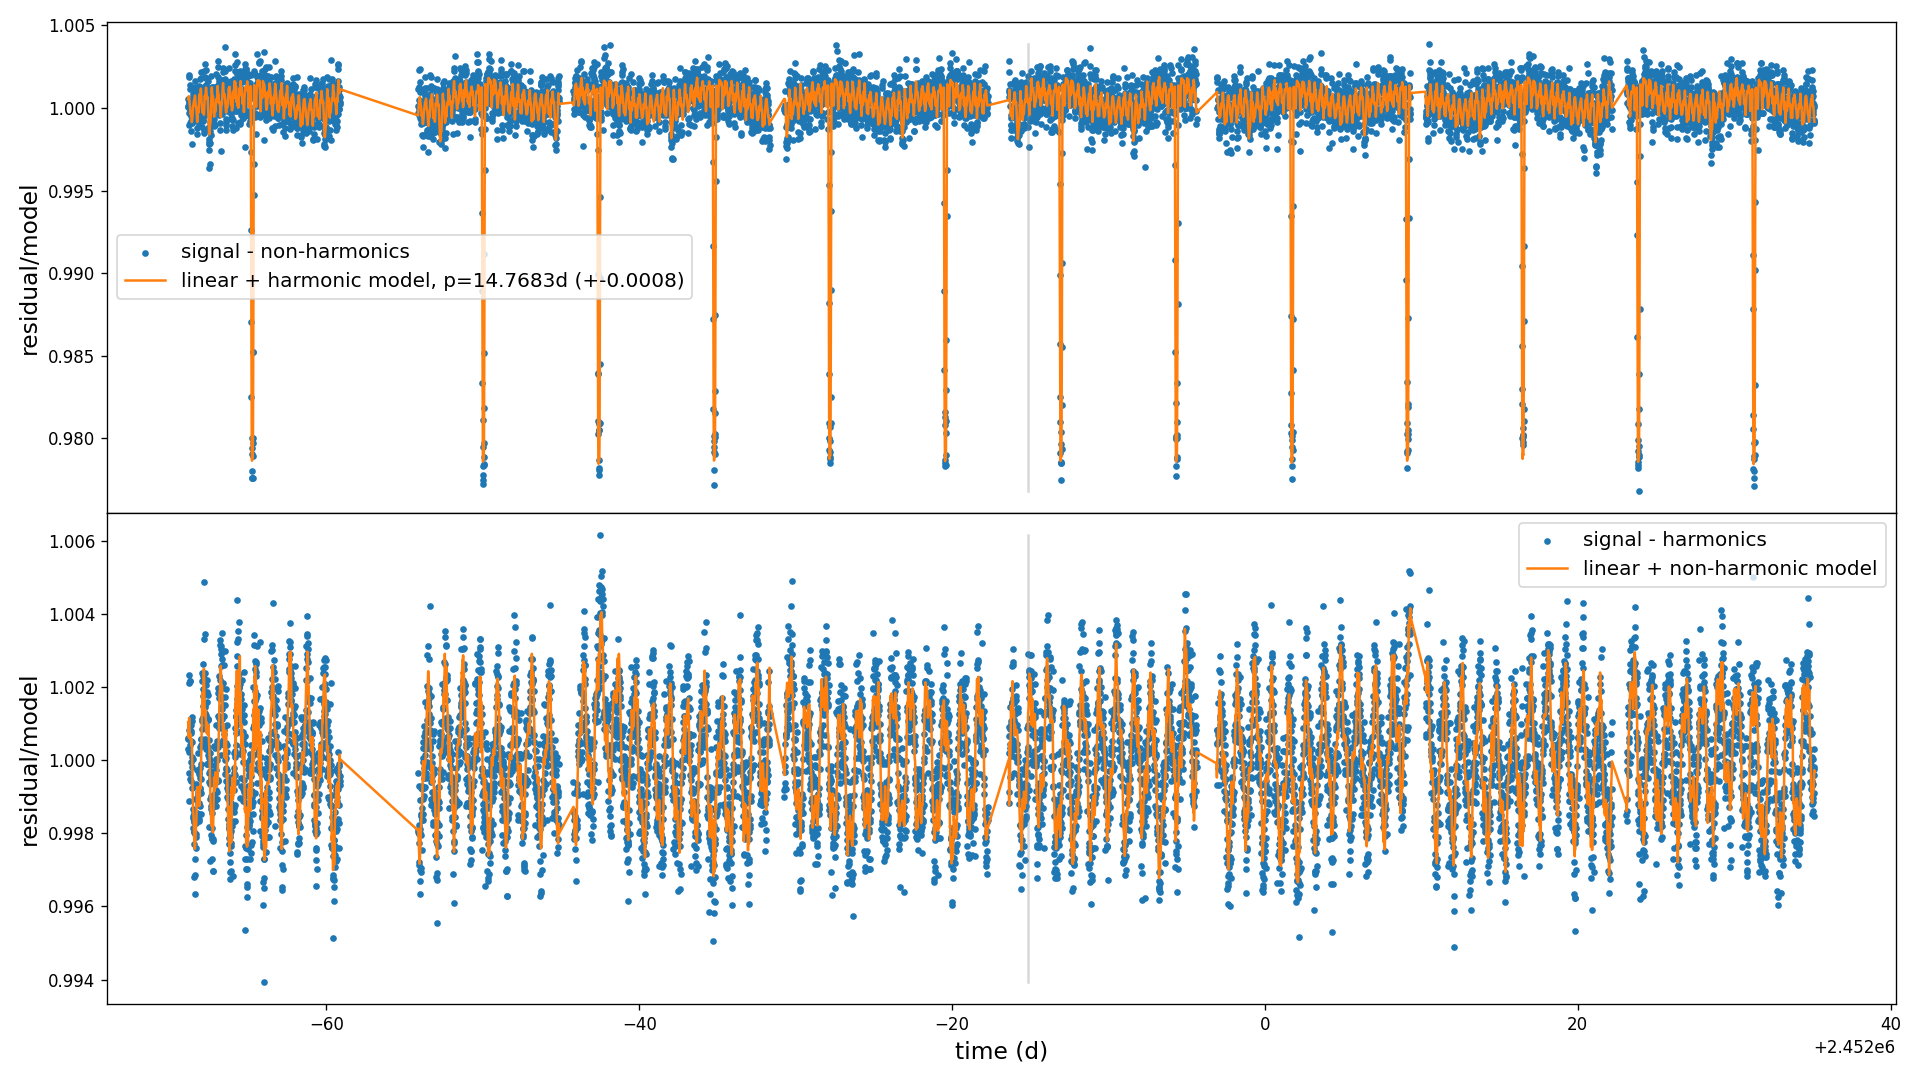 1.005
1.000
0.995
0.990
0.985
0.980
residual/model
signal - non-harmonics
linear + harmonic model, p=14.7683d (+-0.0008)
1.006
1.004
1.002
1.000
0.998
0.996
0.994
residual/model
signal - harmonics
linear + non-harmonic model
−60
−40
−20
0
20
40
time (d)
+2.452e6